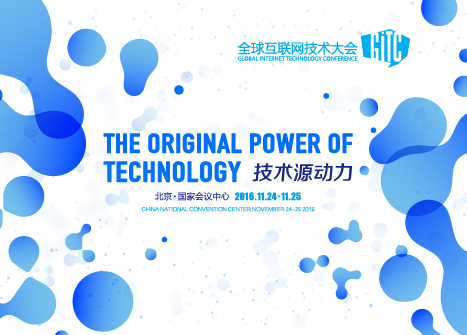 全球互联网技术大会
GLOBAL INTERNET TECHNOLOGY CONFERENCE
GITC
THE ORIGINAL POWER OF
TECHNOLOGY 技术源动力
北京·国家会议中心 2016.11.24-11.25
CHINA NATIONAL CONVENTION CENTER NOVEMBER 24-25 2016